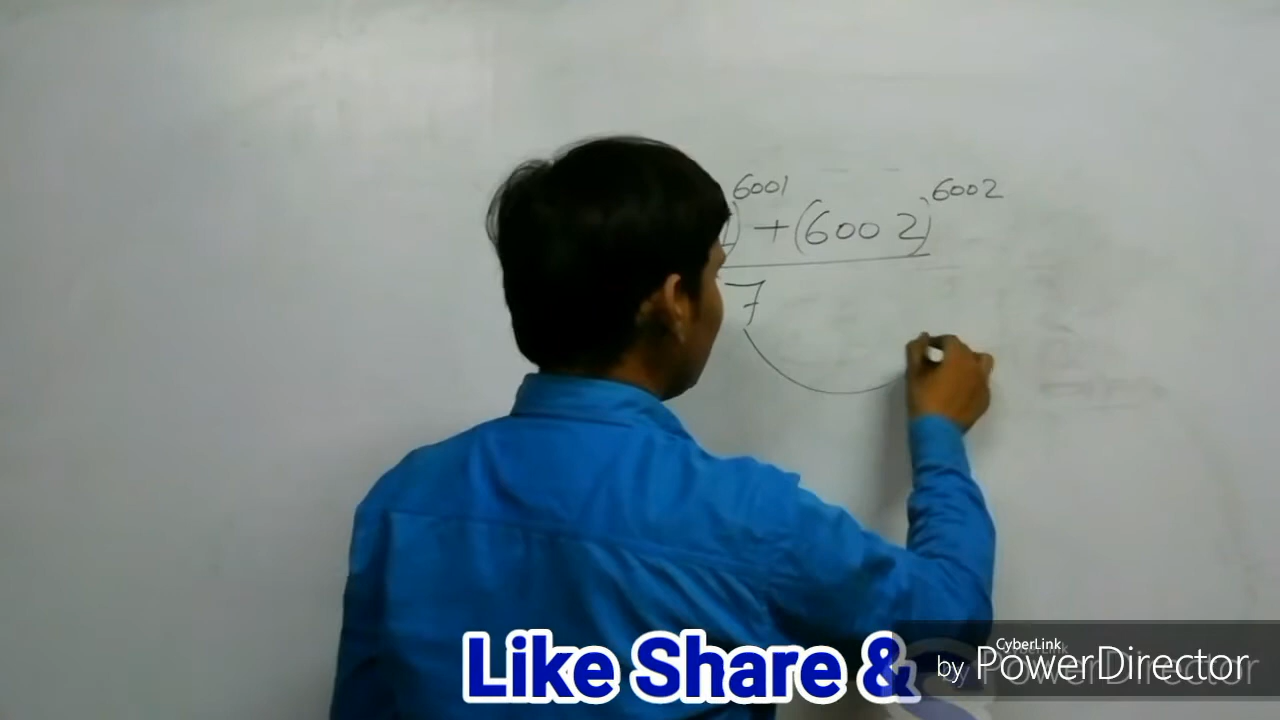 )^6001 + (6002)^6002
7
Like Share &
CyberLink
by PowerDirector